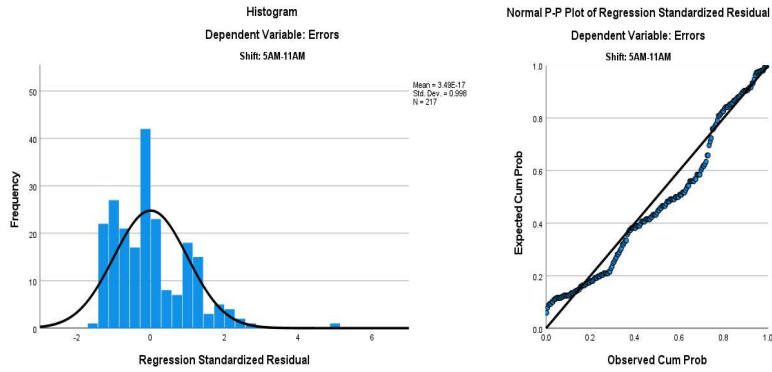 Histogram
Dependent Variable: Errors
Shift: 5AM-11AM
Mean = 3.49E-17
Std. Dev. = 0.998
N = 217
50
40
30
20
10
0
Frequency
-2
0
2
4
6
Regression Standardized Residual
Normal P-P Plot of Regression Standardized Residual
Dependent Variable: Errors
Shift: 5AM-11AM
1.0
0.8
0.6
0.4
0.2
0.0
Expected Cum Prob
0.0
0.2
0.4
0.6
0.8
1.0
Observed Cum Prob